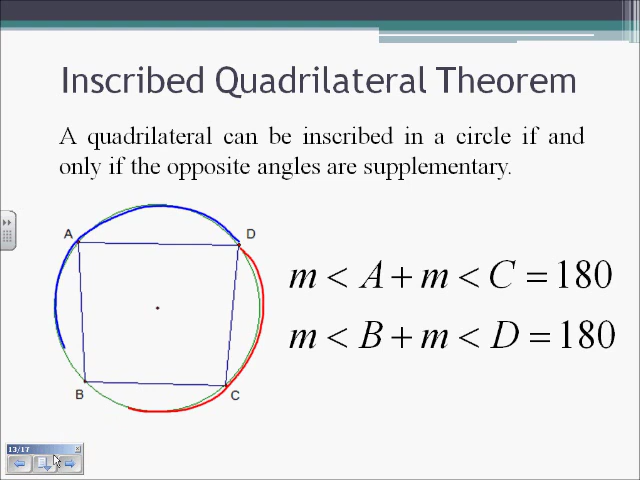 Inscribed Quadrilateral Theorem
A quadrilateral can be inscribed in a circle if and
only if the opposite angles are supplementary.
A
D
m < A + m < C = 180
m < B + m < D = 180
B
C
13/17